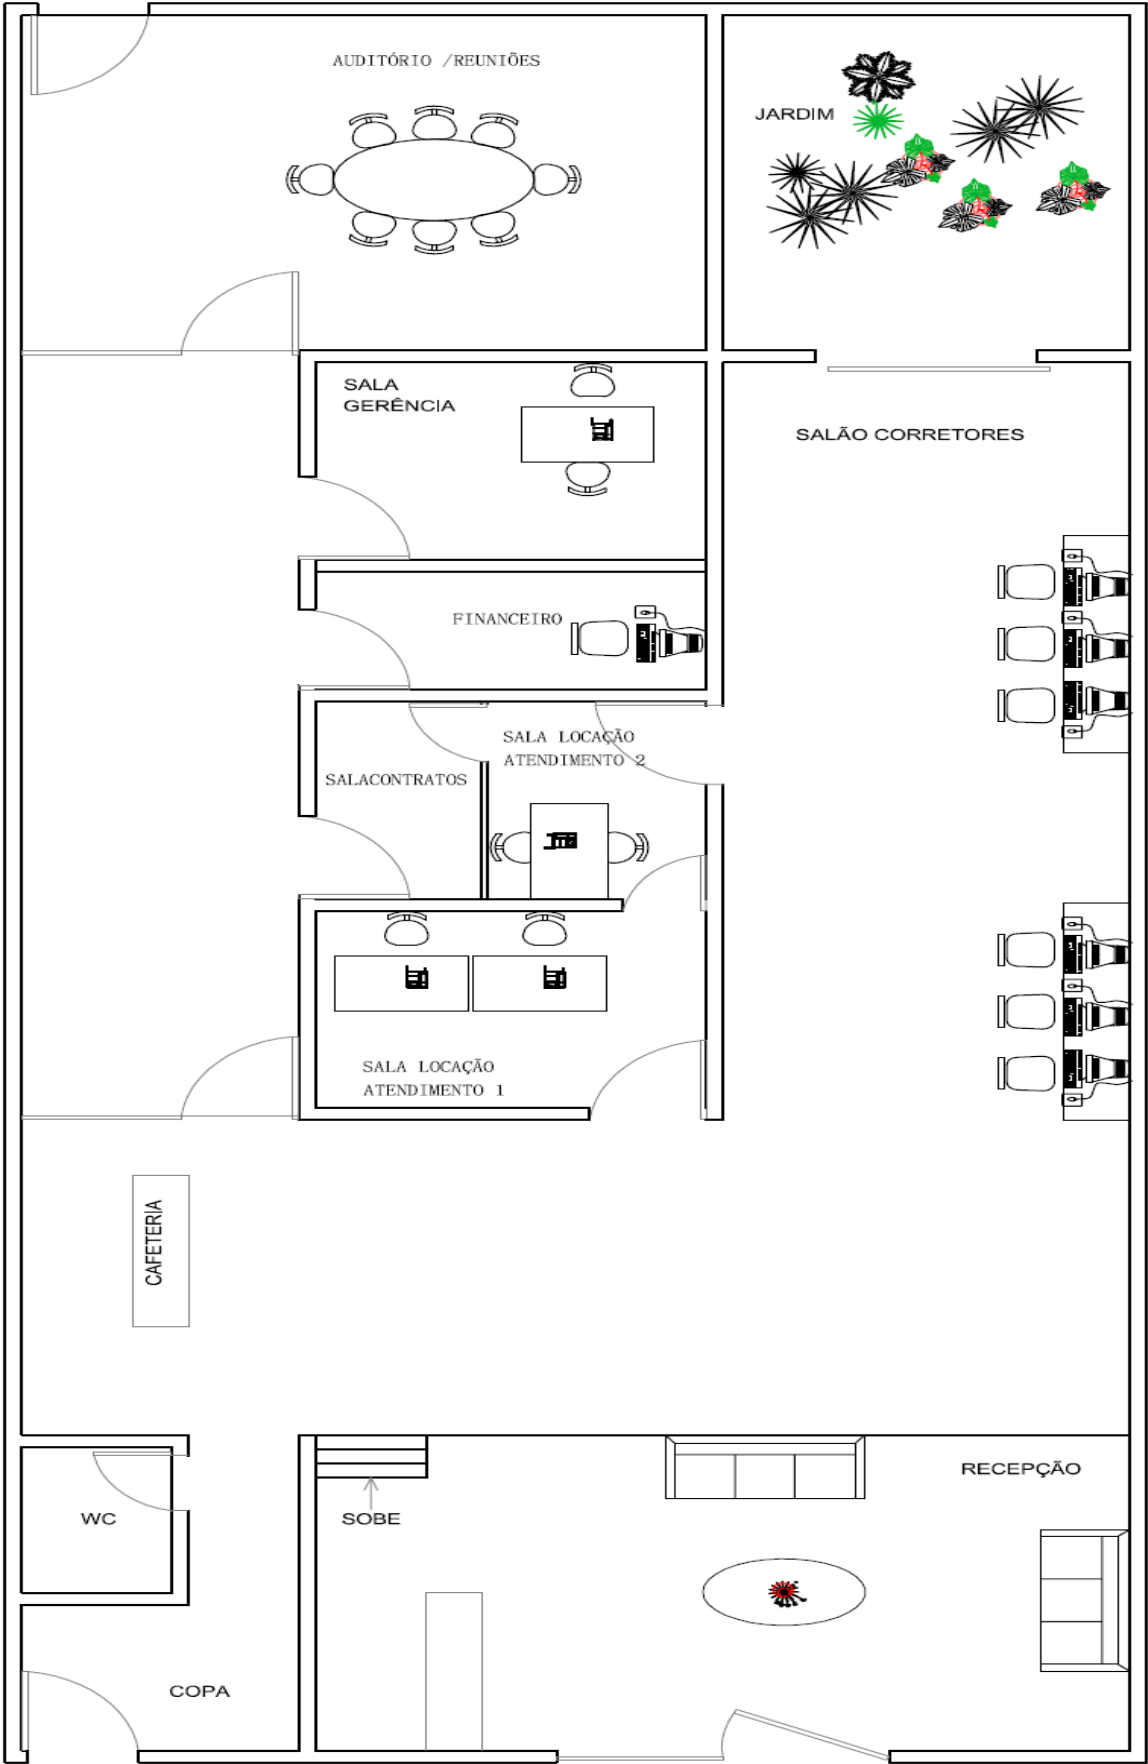 AUDITÓRIO /REUNIÕES
JARDIM
SALA
GERÊNCIA
SALÃO CORRETORES
FINANCEIRO
SALA LOCAÇÃO
ATENDIMENTO 2
SALACONTRATOS
SALA LOCAÇÃO
ATENDIMENTO 1
CAFETERIA
RECEPÇÃO
WC
SOBE
COPA